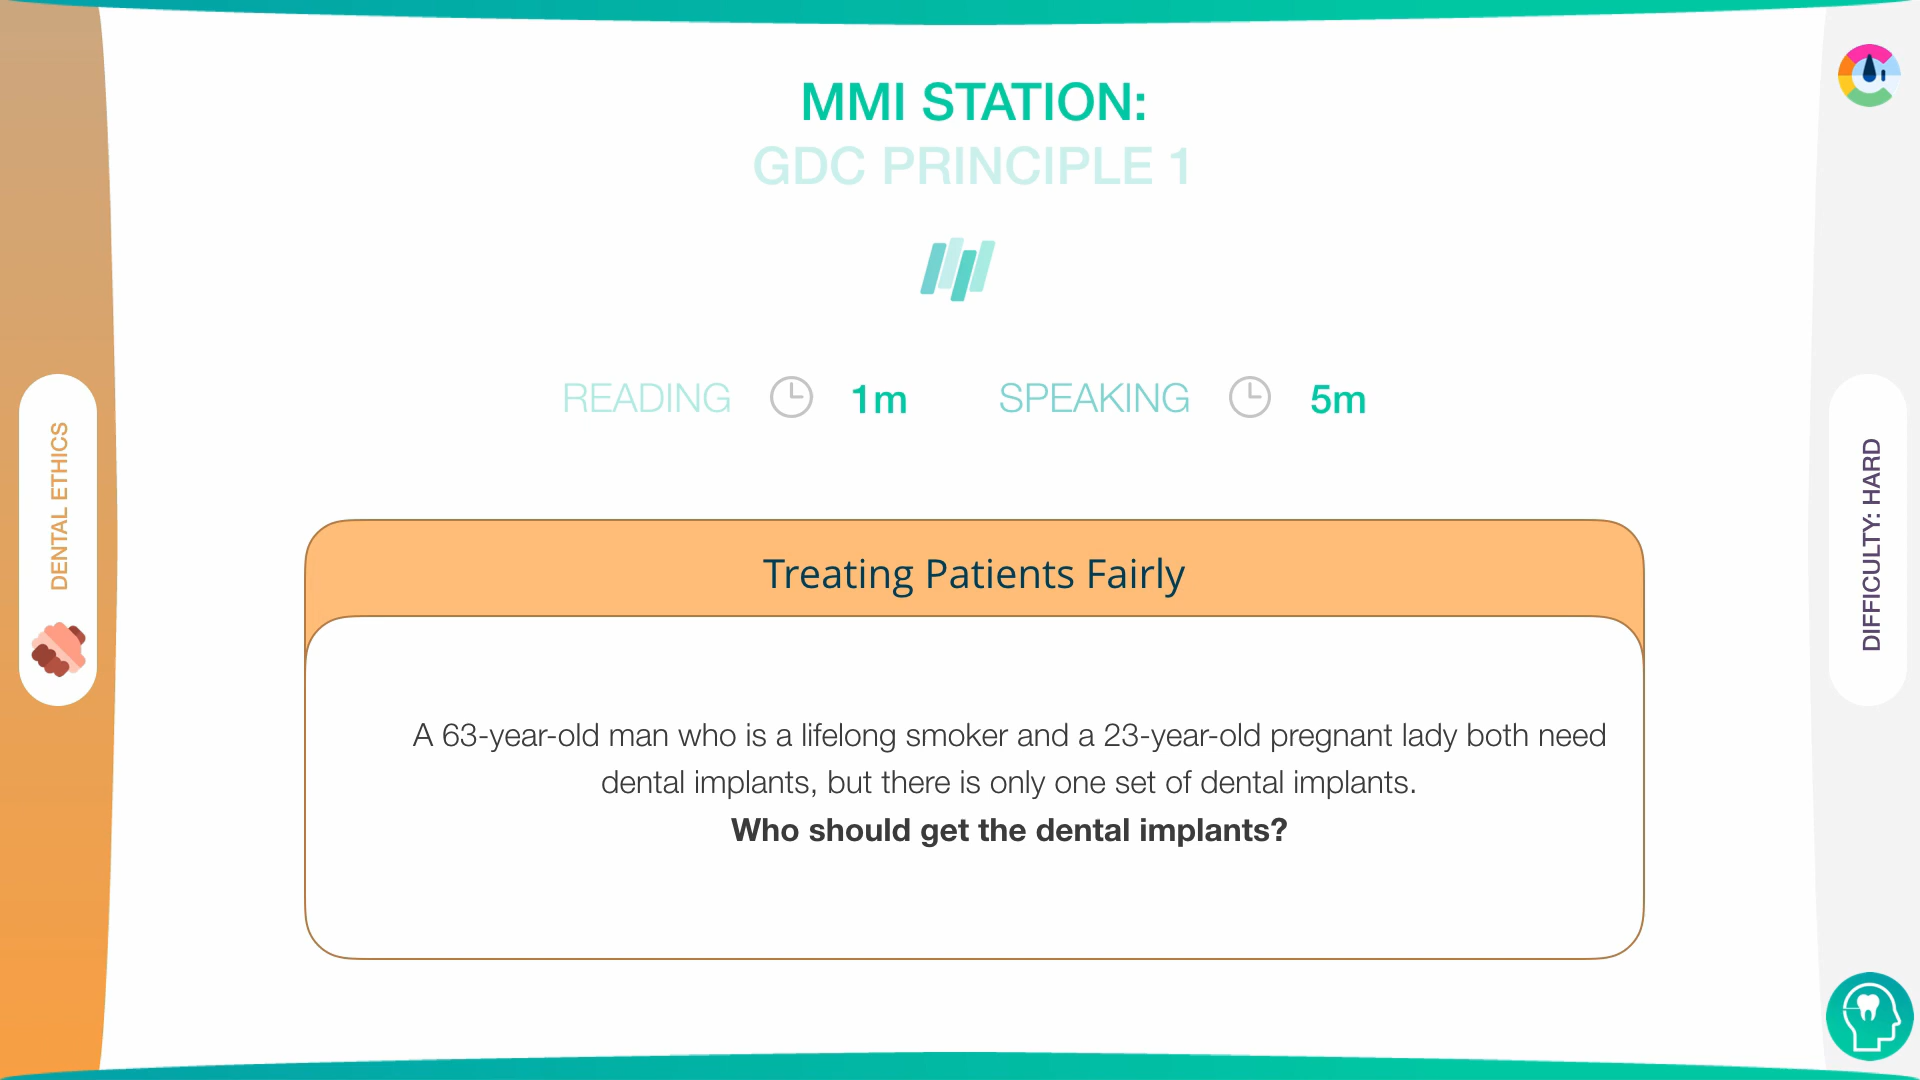 MMI STATION:
GDC PRINCIPLE 1
READING 1m SPEAKING 5m
DENTAL ETHICS
DIFFICULTY: HARD
Treating Patients Fairly
A 63-year-old man who is a lifelong smoker and a 23-year-old pregnant lady both need
dental implants, but there is only one set of dental implants.
Who should get the dental implants?